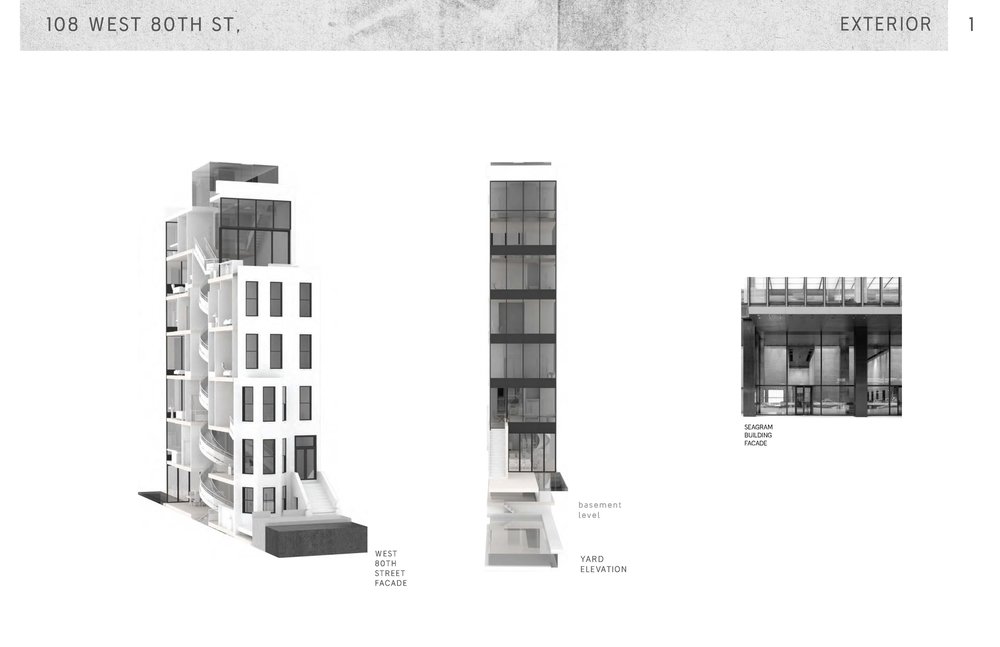 108 WEST 80TH ST,
EXTERIOR 1
WEST
80TH
STREET
FACADE
basement
level
YARD
ELEVATION
SEAGRAM
BUILDING
FACADE